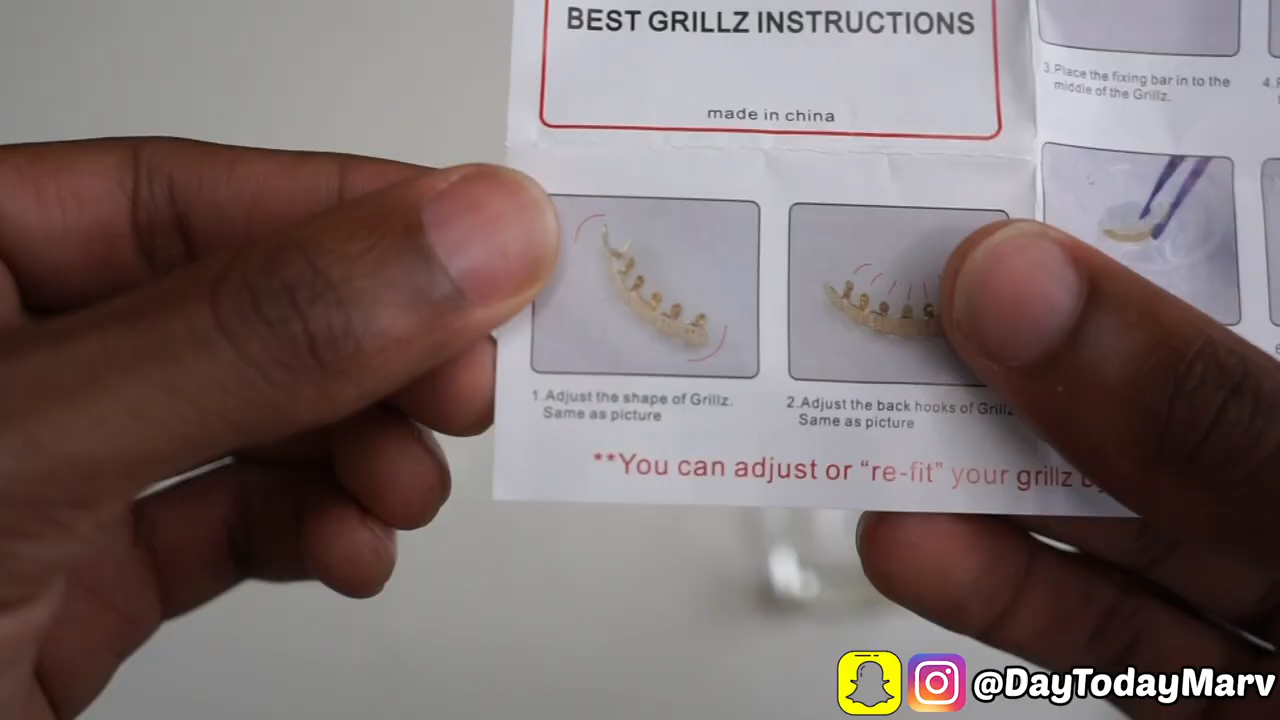 BEST GRILLZ INSTRUCTIONS
made in china
3.Place the fixing bar in to the
middle of the Grillz.
1.Adjust the shape of Grillz.
Same as picture
2.Adjust the back hooks of Grillz
Same as picture
**You can adjust or “re-fit” your grillz
@DayTodayMarv